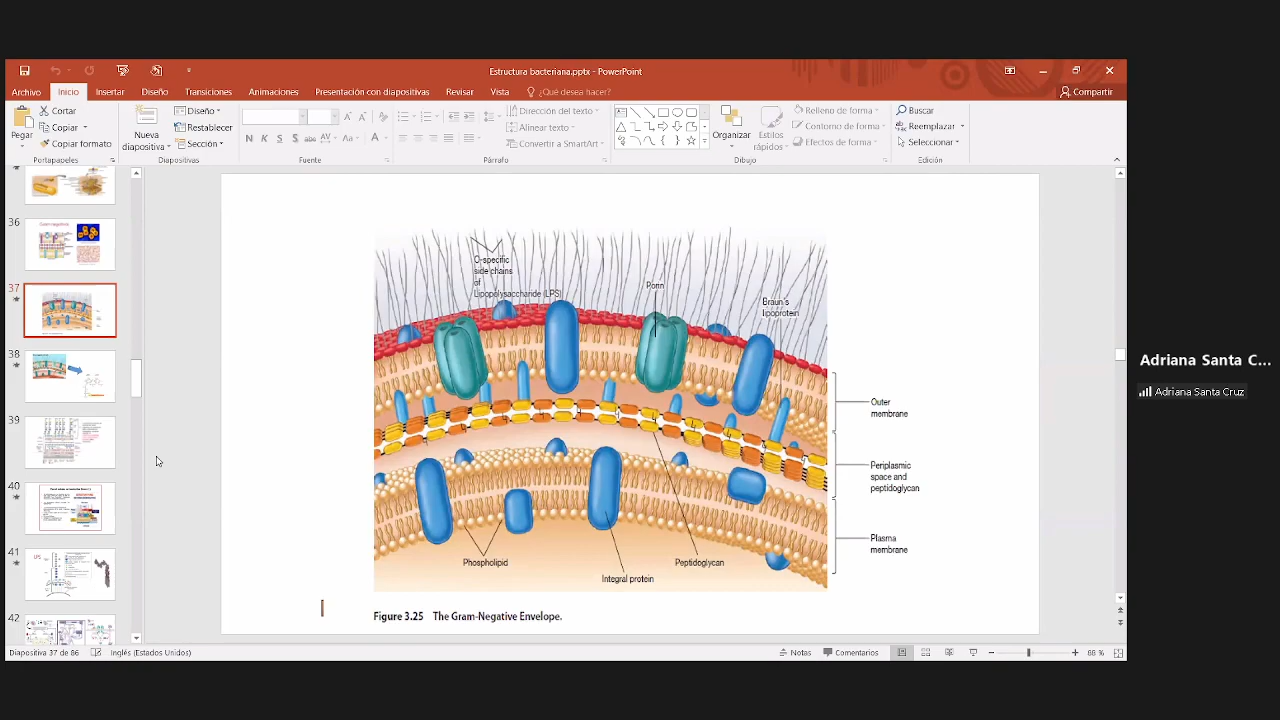 Estructura bacteriana.pptx - PowerPoint
Archivo Inicio Insertar Diseño Transiciones Animaciones Presentación con diapositivas Revisar Vista ¿Qué desea hacer? Compartir
Pegar
Cortar
Copiar
Copiar formato
Portapapeles
Nueva
diapositiva
Diseño
Restablecer
Sección
Diapositivas
N K S S abc AV Aa A
Fuente
Dirección del texto
Alinear texto
Convertir a SmartArt
Párrafo
Organizar
Estilos
rápidos
Relleno de forma
Contorno de forma
Efectos de forma
Dibujo
Buscar
Reemplazar
Seleccionar
Edición
36
37
38
39
40
41
LPS
42
O-specific
side chains
of
Lipopolysaccharide (LPS)
Porin
Braun's
lipoprotein
Outer
membrane
Periplasmic
space and
peptidoglycan
Plasma
membrane
Phospholipid
Integral protein
Peptidoglycan
Figure 3.25 The Gram-Negative Envelope.
Adriana Santa C...
Adriana Santa Cruz
Diapositiva 37 de 86 Inglés (Estados Unidos) Notas Comentarios 88 %